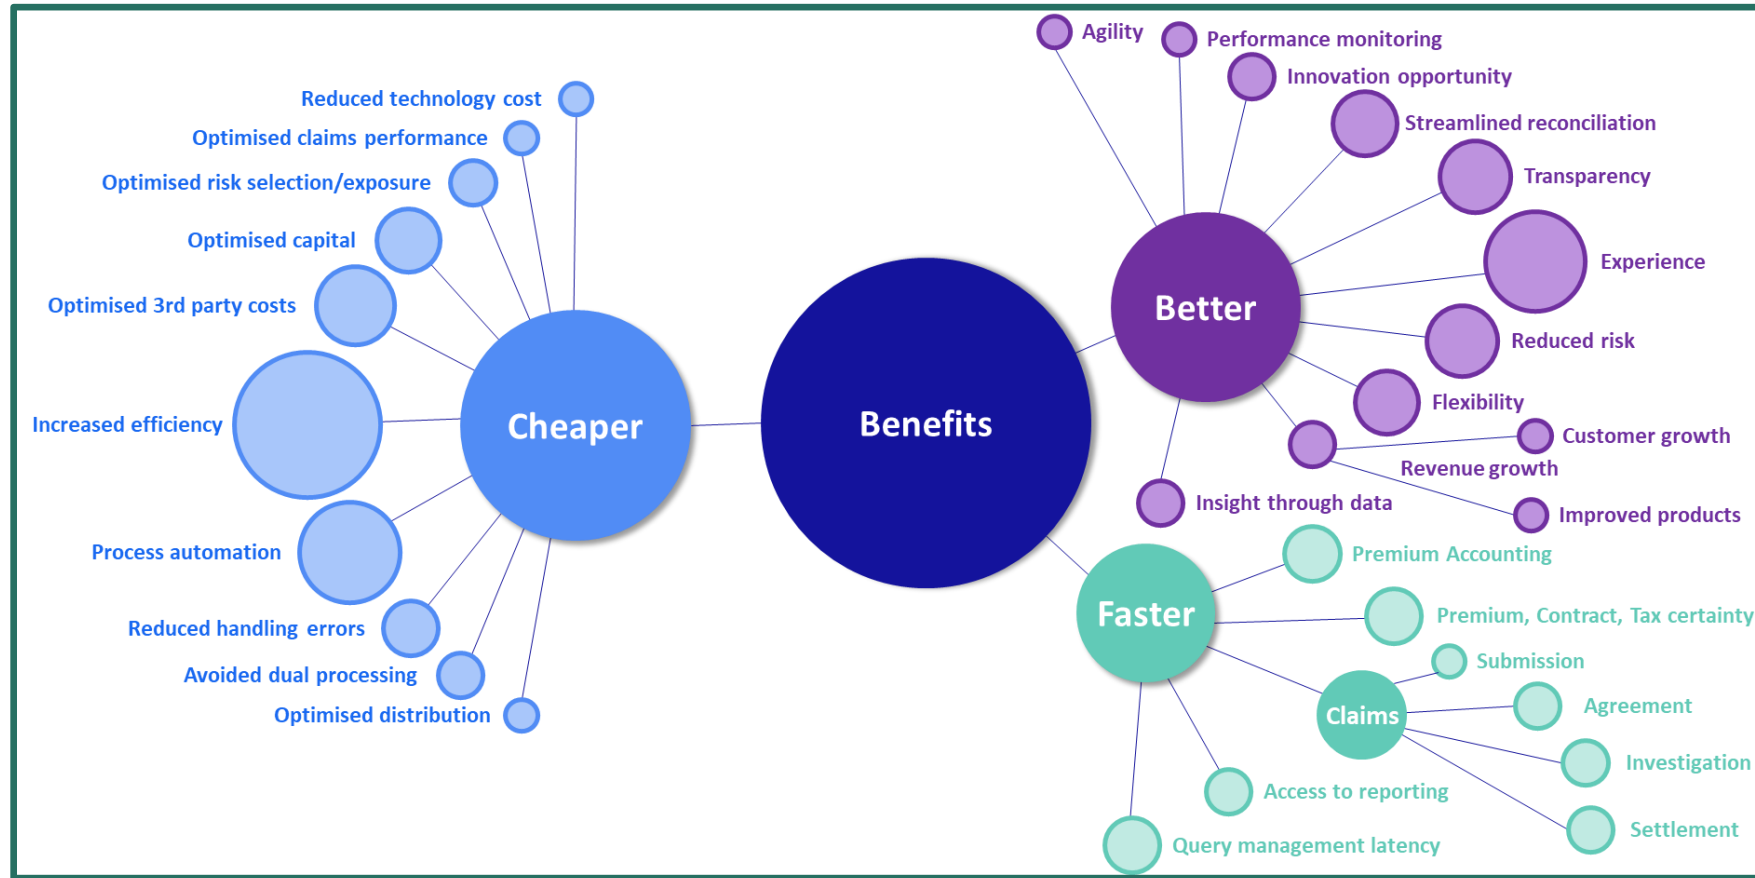 Benefits
Cheaper
Reduced technology cost
Optimised claims performance
Optimised risk selection/exposure
Optimised capital
Optimised 3rd party costs
Increased efficiency
Process automation
Reduced handling errors
Avoided dual processing
Optimised distribution
Better
Agility
Performance monitoring
Innovation opportunity
Streamlined reconciliation
Transparency
Experience
Reduced risk
Flexibility
Revenue growth
Customer growth
Improved products
Insight through data
Faster
Premium Accounting
Premium, Contract, Tax certainty
Claims
Submission
Agreement
Investigation
Settlement
Access to reporting
Query management latency